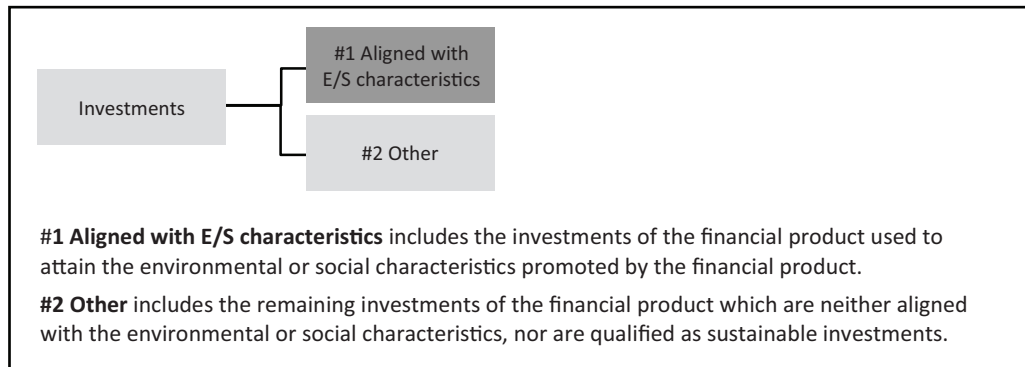 #1 Aligned with
E/S characteristics
Investments
#2 Other
#1 Aligned with E/S characteristics includes the investments of the financial product used to
attain the environmental or social characteristics promoted by the financial product.
#2 Other includes the remaining investments of the financial product which are neither aligned
with the environmental or social characteristics, nor are qualified as sustainable investments.